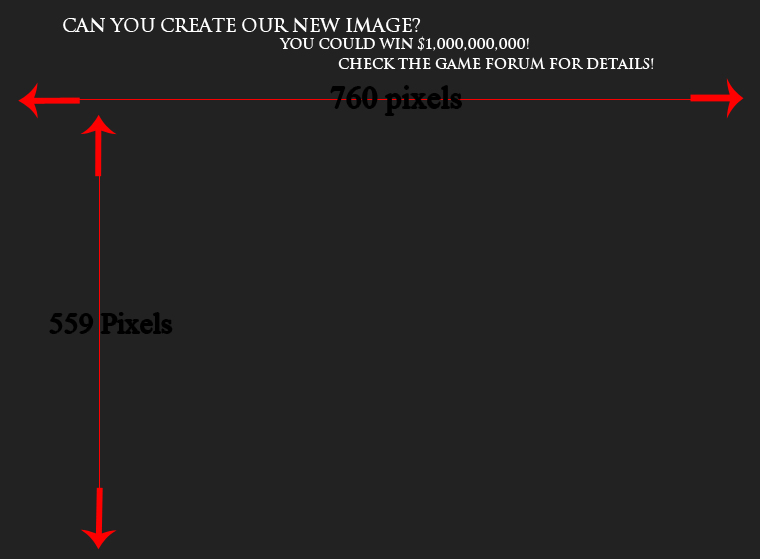 CAN YOU CREATE OUR NEW IMAGE?
YOU COULD WIN $1,000,000,000!
CHECK THE GAME FORUM FOR DETAILS!
760 pixels
559 Pixels